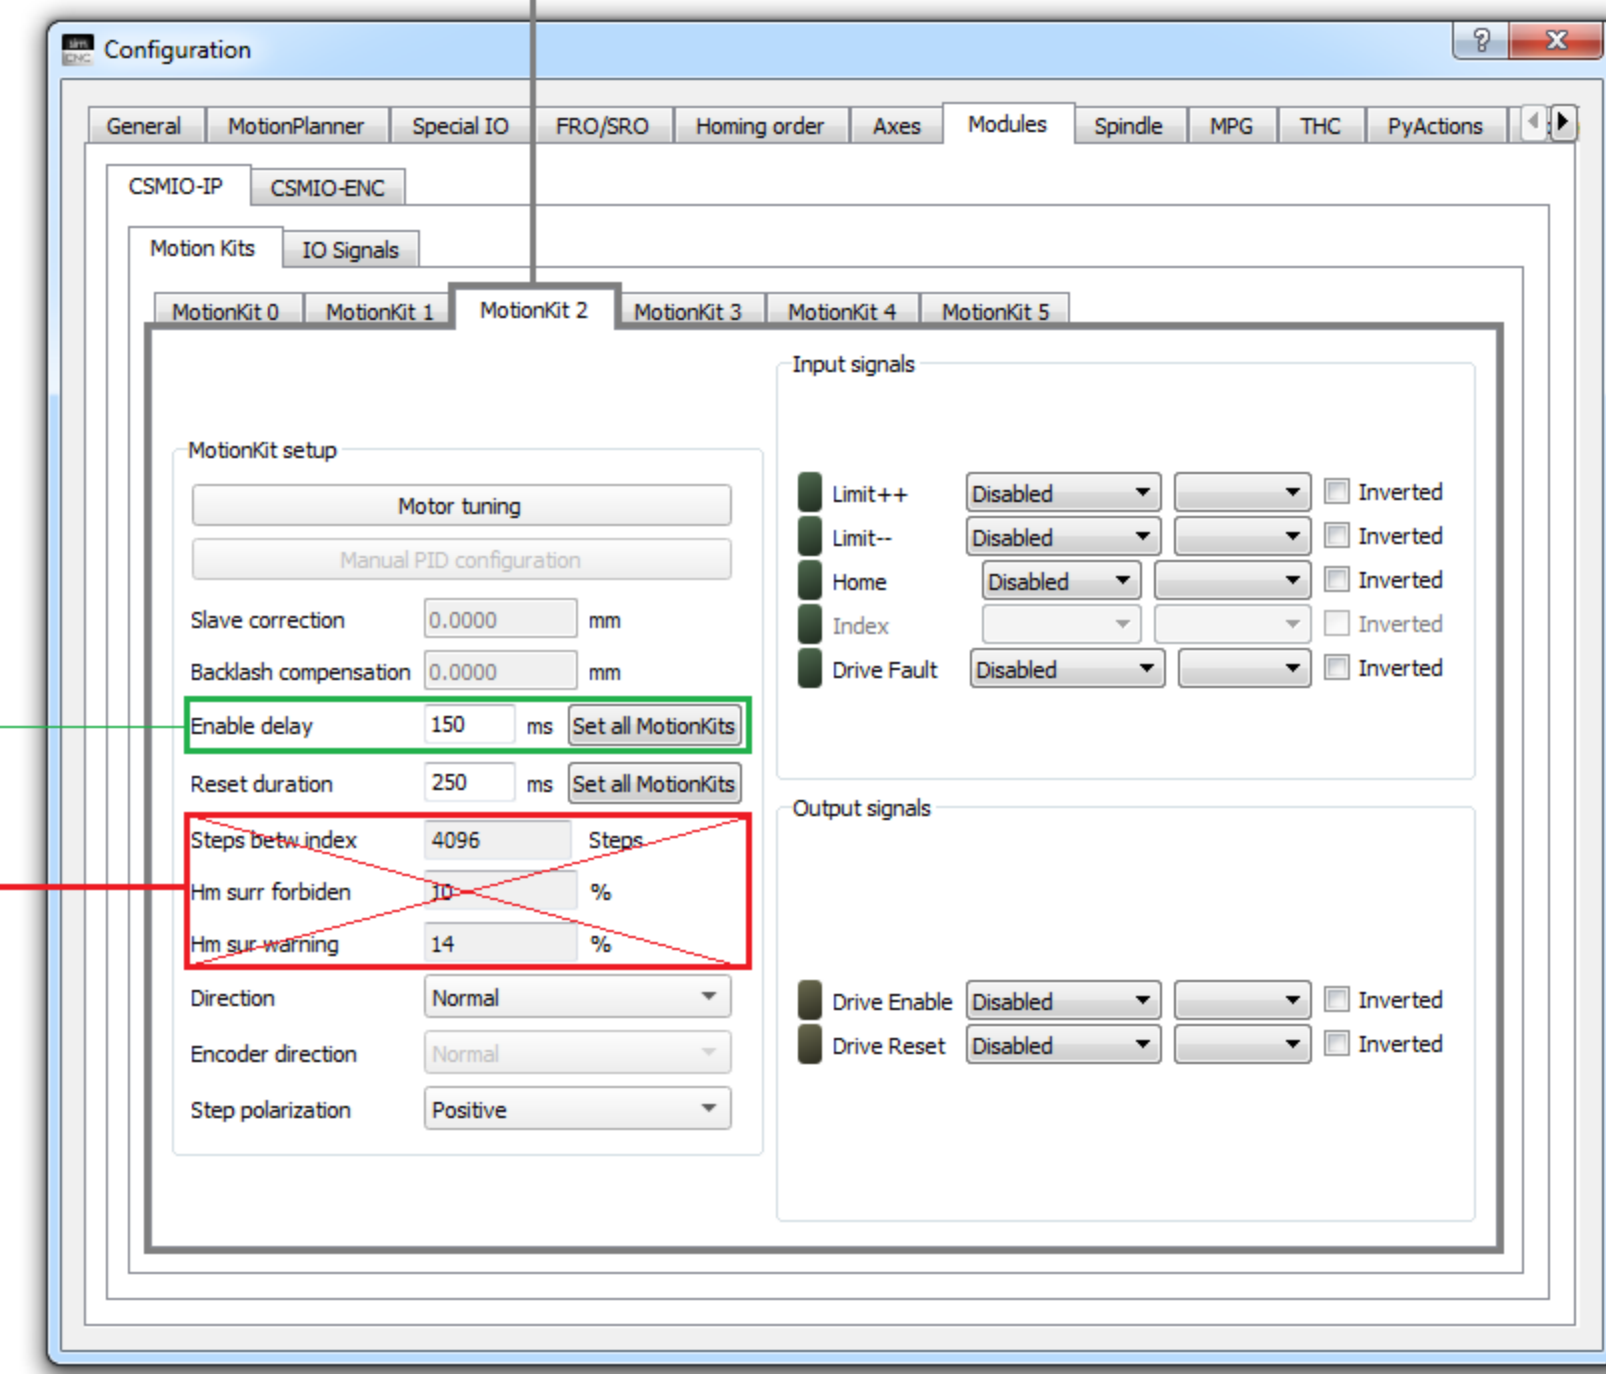 Configuration
General MotionPlanner Special IO FRO/SRO Homing order Axes Modules Spindle MPG THC PyActions
CSMIO-IP CSMIO-ENC
Motion Kits IO Signals
MotionKit 0 MotionKit 1 MotionKit 2 MotionKit 3 MotionKit 4 MotionKit 5
MotionKit setup
Motor tuning
Manual PID configuration
Slave correction 0.0000 mm
Backlash compensation 0.0000 mm
Enable delay 150 ms Set all MotionKits
Reset duration 250 ms Set all MotionKits
Steps betw index 4096 Steps
Hm surr forbiden 10 %
Hm sur warning 14 %
Direction Normal
Encoder direction Normal
Step polarization Positive
Input signals
Limit++ Disabled Inverted
Limit-- Disabled Inverted
Home Disabled Inverted
Index Inverted
Drive Fault Disabled Inverted
Output signals
Drive Enable Disabled Inverted
Drive Reset Disabled Inverted